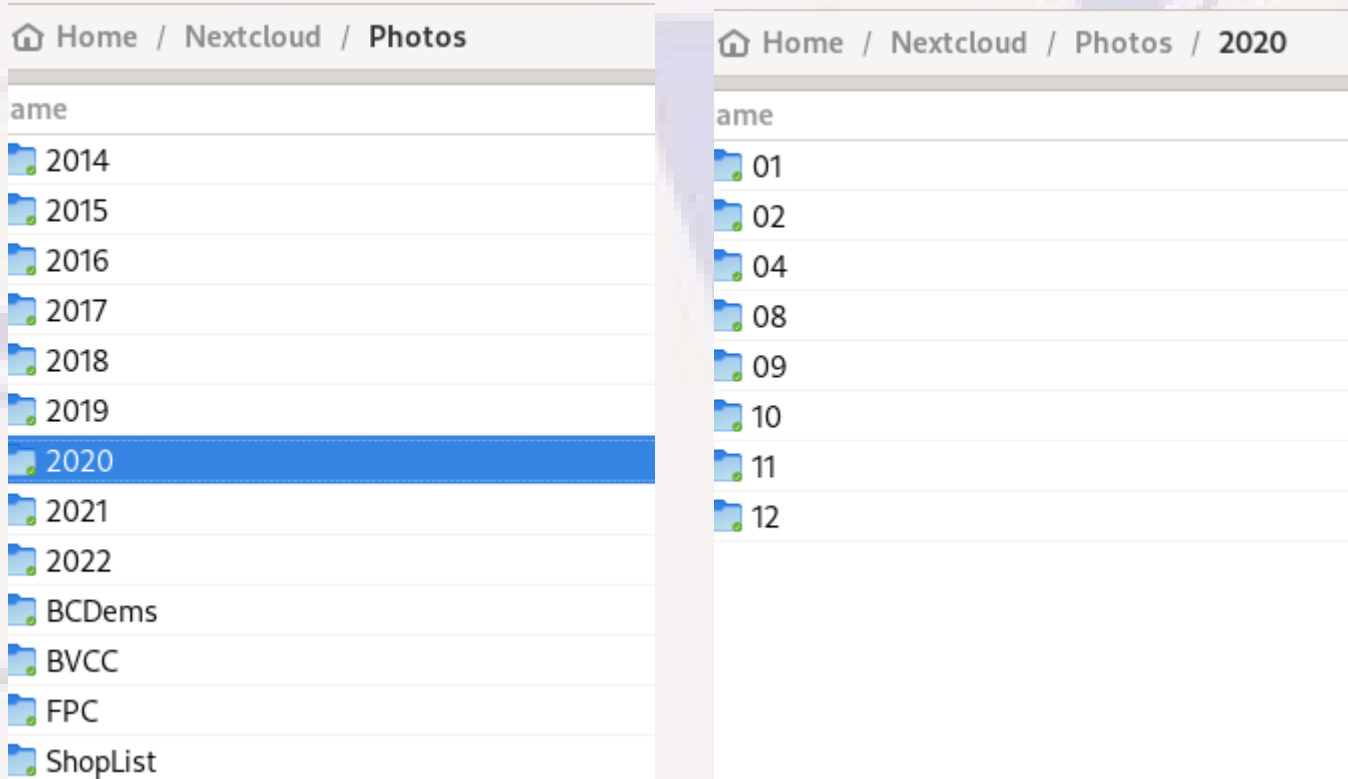 Home / Nextcloud / Photos
ame
2014
2015
2016
2017
2018
2019
2020
2021
2022
BCDems
BVCC
FPC
ShopList
Home / Nextcloud / Photos / 2020
ame
01
02
04
08
09
10
11
12